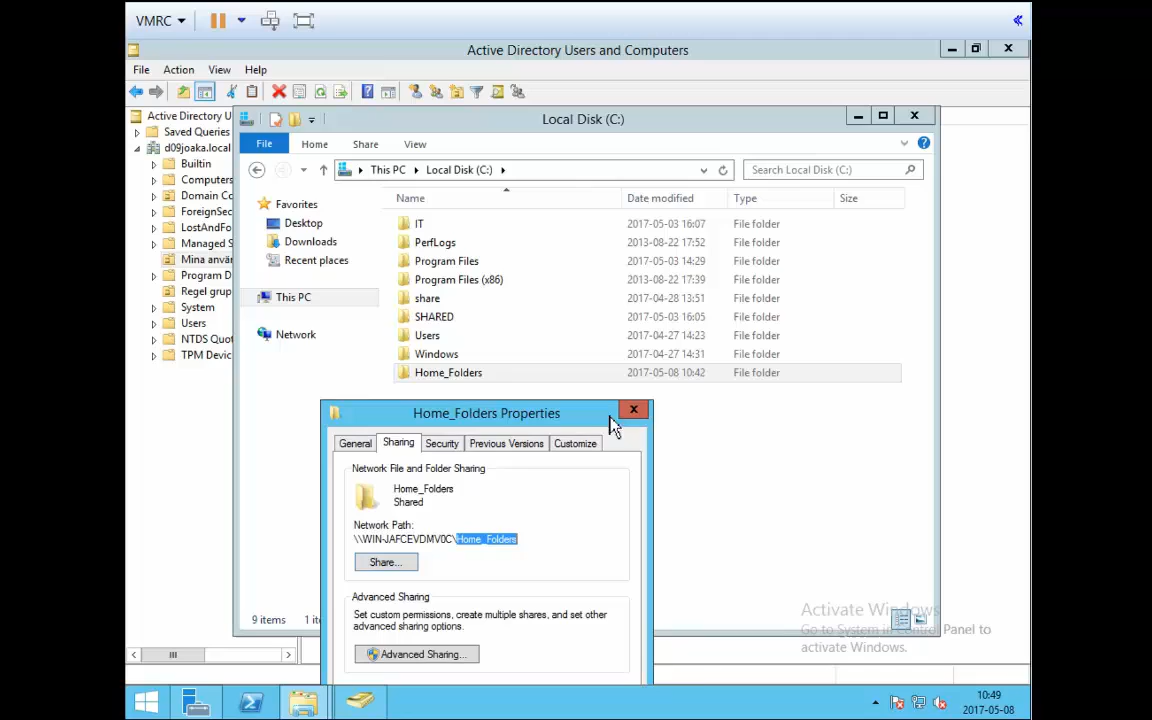 VMRC
Active Directory Users and Computers
File Action View Help
Active Directory U
Saved Queries
d09joaka.local
Builtin
Computers
Domain Co
ForeignSec
LostAndFo
Managed S
Mina anvär
Program D
Regel grup
System
Users
NTDS Quot
TPM Devic
Local Disk (C:)
File Home Share View
This PC Local Disk (C:) Search Local Disk (C:)
Favorites
Desktop
Downloads
Recent places
This PC
Network
Name Date modified Type Size
IT 2017-05-03 16:07 File folder
PerfLogs 2013-08-22 17:52 File folder
Program Files 2017-05-03 14:29 File folder
Program Files (x86) 2013-08-22 17:39 File folder
share 2017-04-28 13:51 File folder
SHARED 2017-05-03 16:05 File folder
Users 2017-04-27 14:23 File folder
Windows 2017-04-27 14:31 File folder
Home_Folders 2017-05-08 10:42 File folder
9 items 1 ite
Home_Folders Properties
General Sharing Security Previous Versions Customize
Network File and Folder Sharing
Home_Folders
Shared
Network Path:
\\WIN-JAFCEVDMV0C\Home_Folders
Share...
Advanced Sharing
Set custom permissions, create multiple shares, and set other
advanced sharing options.
Advanced Sharing...
Activate Windows
Go to System in Control Panel to
activate Windows.
10:49
2017-05-08